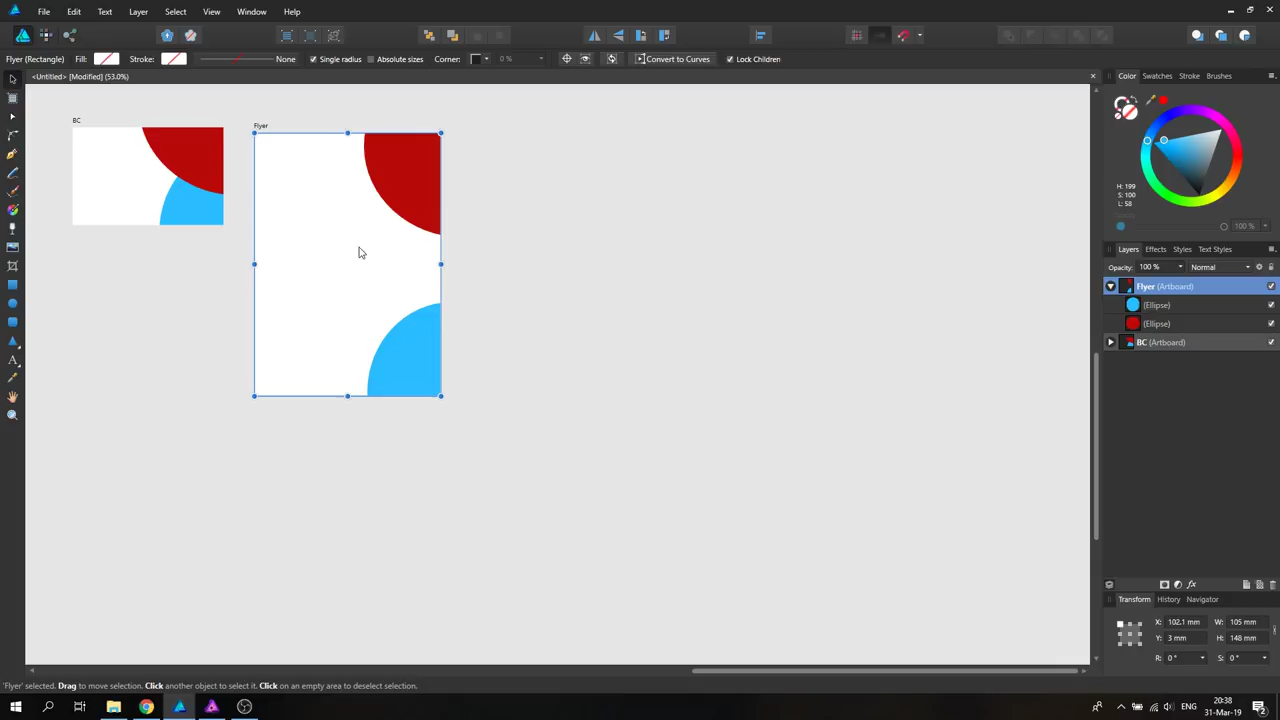 File Edit Text Layer Select View Window Help
Flyer (Rectangle) Fill: Stroke: None Single radius Absolute sizes Corner: 0 % Convert to Curves Lock Children
<Untitled> [Modified] (53.0%)
Color Swatches Stroke Brushes
BC
Flyer
H: 199
S: 100
L: 58
100 %
Layers Effects Styles Text Styles
Opacity: 100 % Normal
Flyer (Artboard)
(Ellipse)
(Ellipse)
BC (Artboard)
Transform History Navigator
X: 102.1 mm W: 105 mm
Y: 3 mm H: 148 mm
R: 0 ° S: 0 °
'Flyer' selected. Drag to move selection. Click another object to select it. Click on an empty area to deselect selection.
ENG
20:38
31-Mar-19
2